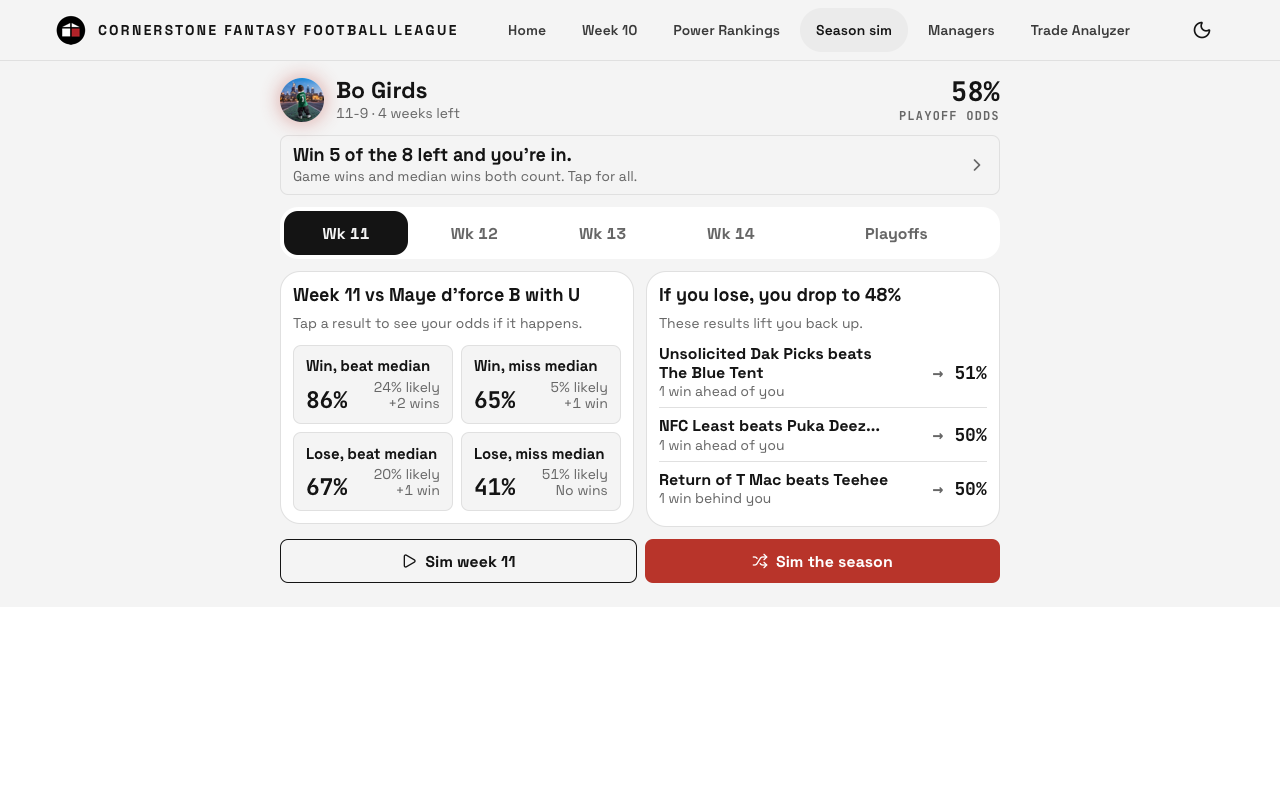 CORNERSTONE FANTASY FOOTBALL LEAGUE
Home
Week 10
Power Rankings
Season sim
Managers
Trade Analyzer
Bo Girds
11-9 · 4 weeks left
58%
PLAYOFF ODDS
Win 5 of the 8 left and you’re in.
Game wins and median wins both count. Tap for all.
Wk 11
Wk 12
Wk 13
Wk 14
Playoffs
Week 11 vs Maye d’force B with U
Tap a result to see your odds if it happens.
Win, beat median
86%
24% likely
+2 wins
Win, miss median
65%
5% likely
+1 win
Lose, beat median
67%
20% likely
+1 win
Lose, miss median
41%
51% likely
No wins
If you lose, you drop to 48%
These results lift you back up.
Unsolicited Dak Picks beats
The Blue Tent
1 win ahead of you
→ 51%
NFC Least beats Puka Deez...
1 win ahead of you
→ 50%
Return of T Mac beats Teehee
1 win behind you
→ 50%
Sim week 11
Sim the season